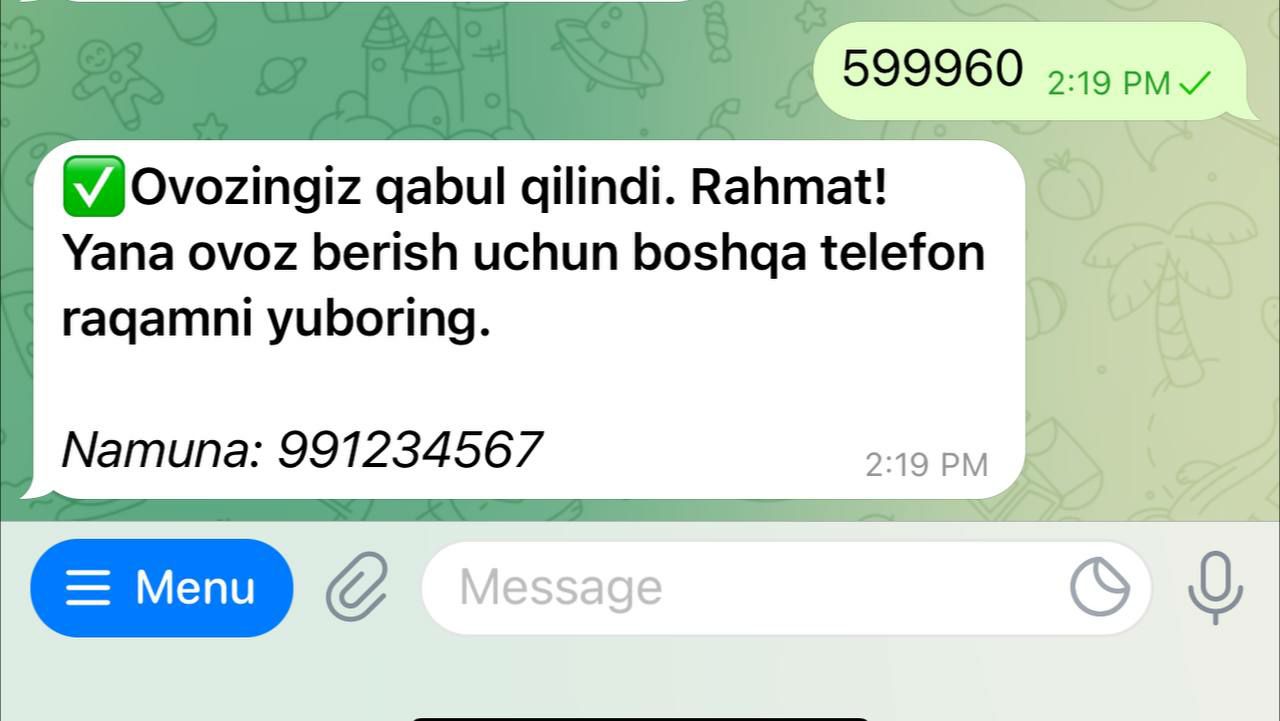 599960 2:19 PM
✅Ovozingiz qabul qilindi. Rahmat!
Yana ovoz berish uchun boshqa telefon
raqamni yuboring.
Namuna: 991234567
2:19 PM
Menu
Message